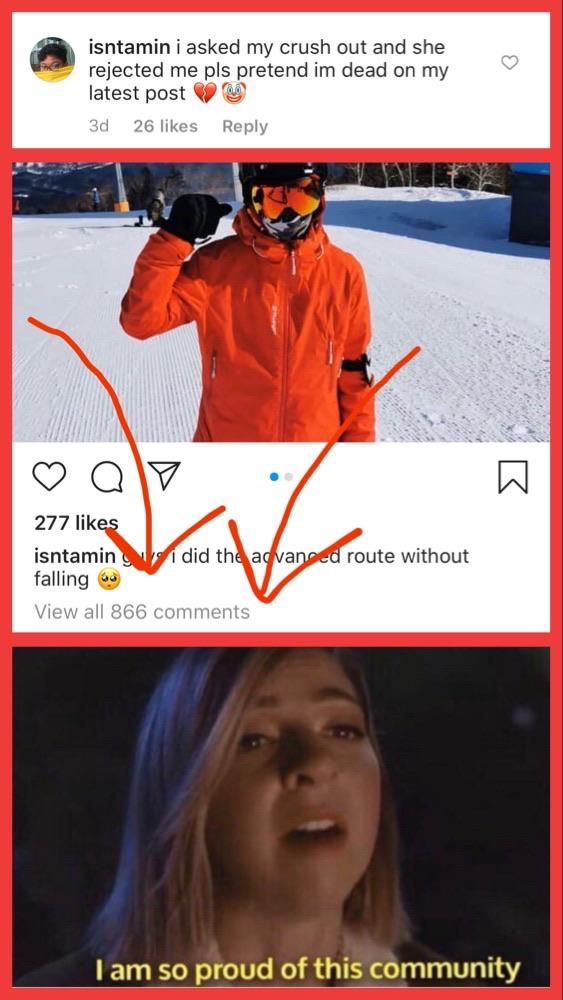 isntamin i asked my crush out and she
rejected me pls pretend im dead on my
latest post 💔 🤡
3d 26 likes Reply
277 likes
isntamin guys i did the advanced route without
falling 🥺
View all 866 comments
I am so proud of this community